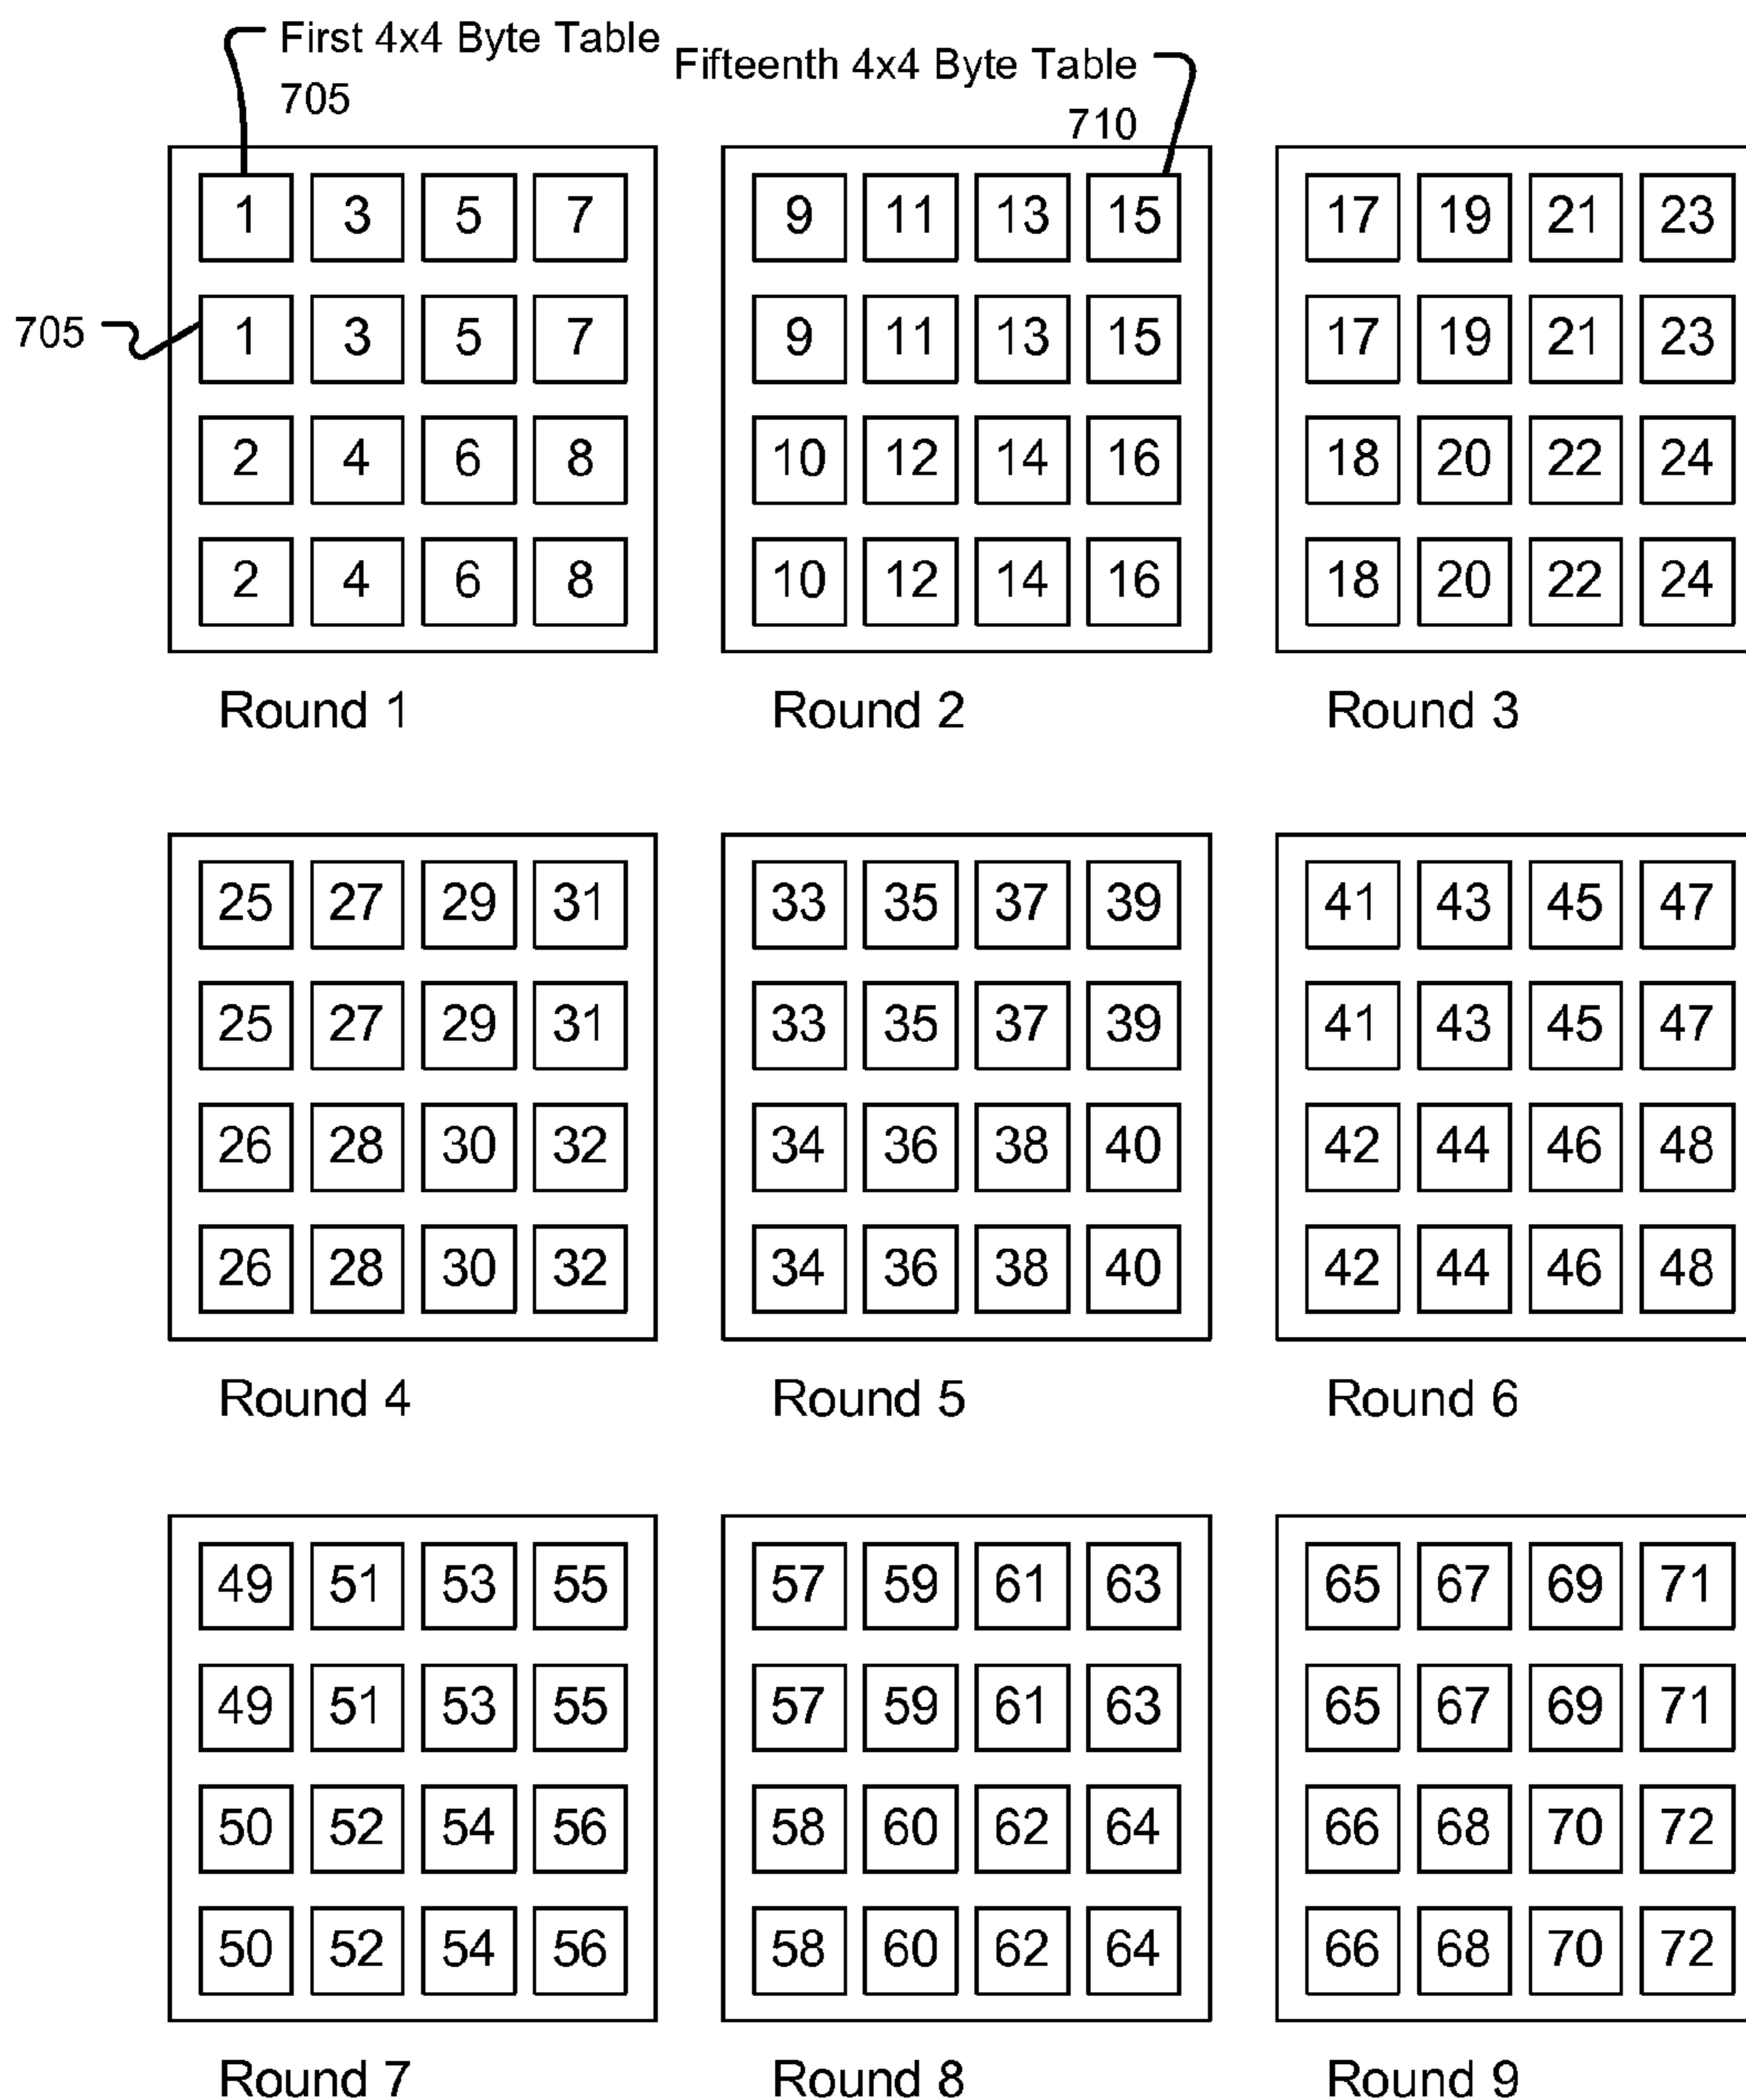 First 4x4 Byte Table
705
Fifteenth 4x4 Byte Table
710
1 3 5 7
705
1 3 5 7
2 4 6 8
2 4 6 8
Round 1
9 11 13 15
9 11 13 15
10 12 14 16
10 12 14 16
Round 2
17 19 21 23
17 19 21 23
18 20 22 24
18 20 22 24
Round 3
25 27 29 31
25 27 29 31
26 28 30 32
26 28 30 32
Round 4
33 35 37 39
33 35 37 39
34 36 38 40
34 36 38 40
Round 5
41 43 45 47
41 43 45 47
42 44 46 48
42 44 46 48
Round 6
49 51 53 55
49 51 53 55
50 52 54 56
50 52 54 56
Round 7
57 59 61 63
57 59 61 63
58 60 62 64
58 60 62 64
Round 8
65 67 69 71
65 67 69 71
66 68 70 72
66 68 70 72
Round 9